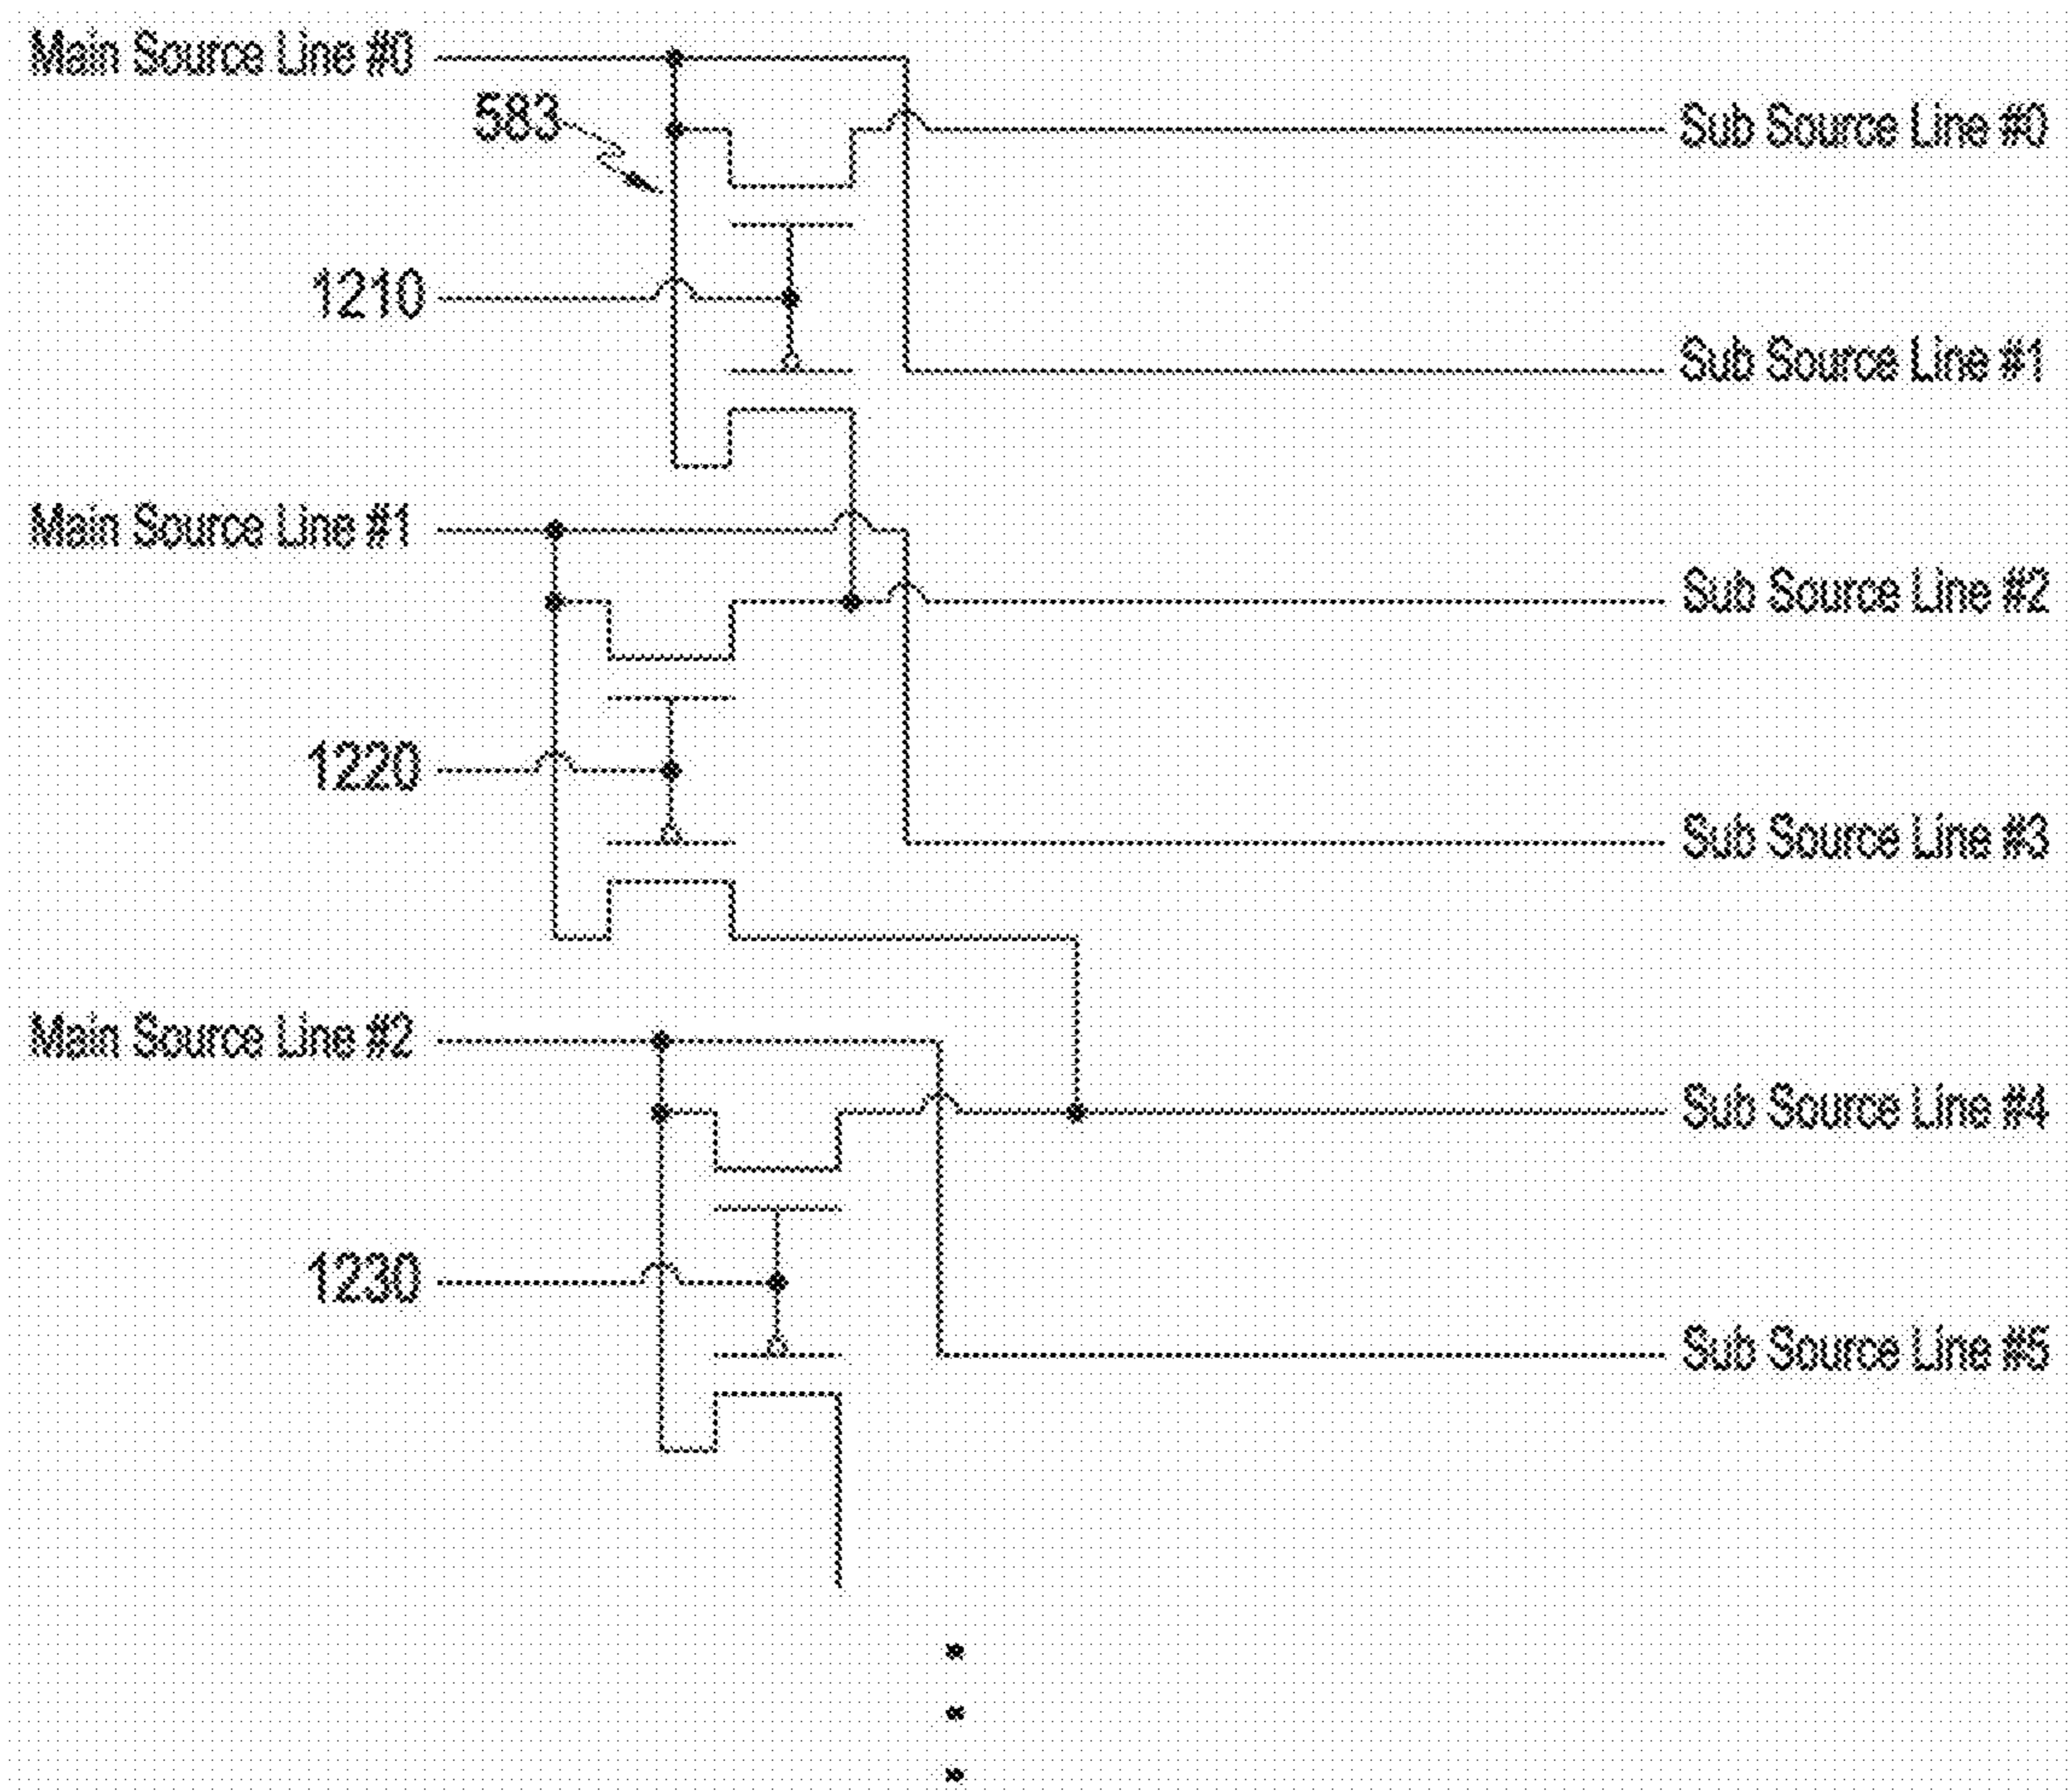 Main Source Line #0
583
Sub Source Line #0
1210
Sub Source Line #1
Main Source Line #1
Sub Source Line #2
1220
Sub Source Line #3
Main Source Line #2
Sub Source Line #4
1230
Sub Source Line #5